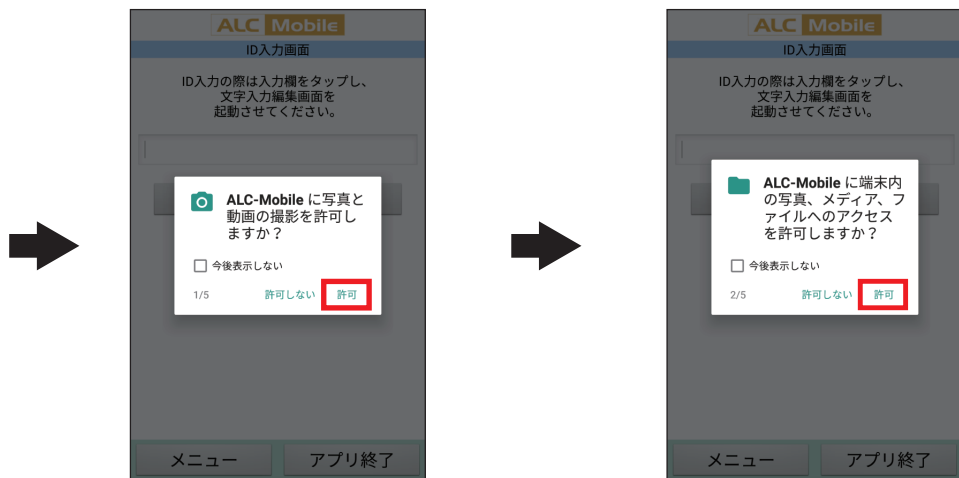 ALC Mobile
ID入力画面
ID入力の際は入力欄をタップし、
文字入力編集画面を
起動させてください。
ALC-Mobile に写真と
動画の撮影を許可し
ますか？
今後表示しない
1/5 許可しない 許可
メニュー アプリ終了
ALC Mobile
ID入力画面
ID入力の際は入力欄をタップし、
文字入力編集画面を
起動させてください。
ALC-Mobile に端末内
の写真、メディア、フ
ァイルへのアクセス
を許可しますか？
今後表示しない
2/5 許可しない 許可
メニュー アプリ終了